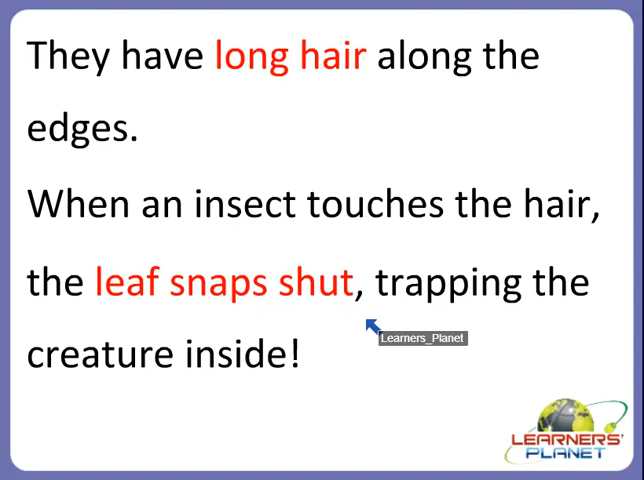 They have long hair along the
edges.
When an insect touches the hair,
the leaf snaps shut, trapping the
creature inside!
Learners_Planet
LEARNERS'
PLANET